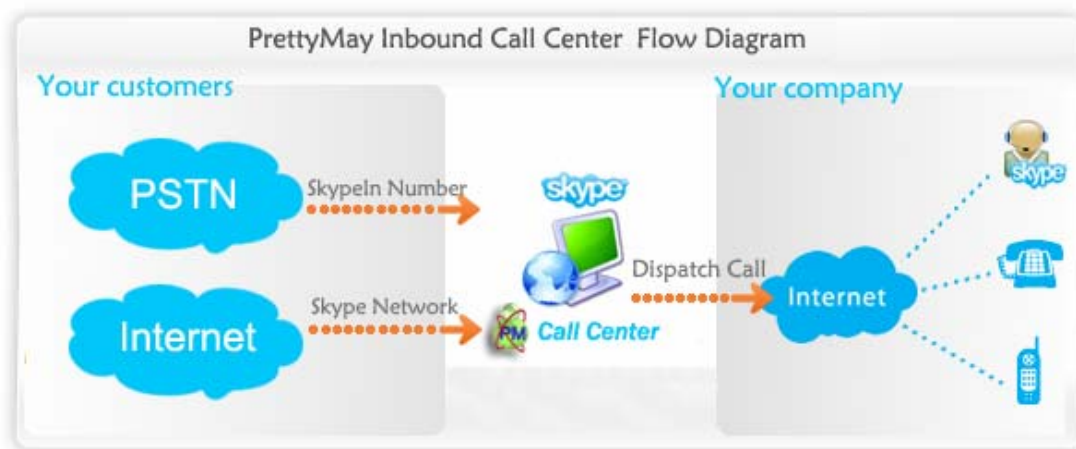 PrettyMay Inbound Call Center Flow Diagram
Your customers
Your company
PSTN
SkypeIn Number
skype
skype
Internet
Skype Network
PM Call Center
Dispatch Call
Internet